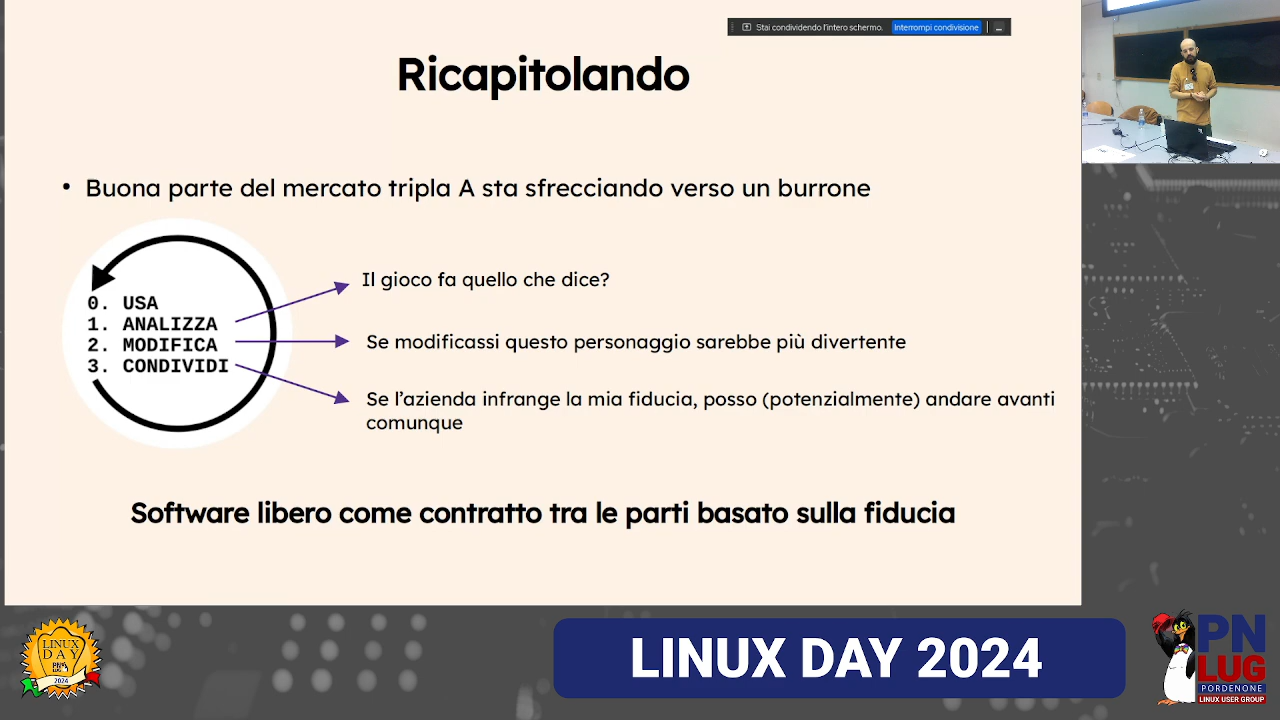 Stai condividendo l'intero schermo.
Interrompi condivisione
Ricapitolando
• Buona parte del mercato tripla A sta sfrecciando verso un burrone
0. USA
1. ANALIZZA
2. MODIFICA
3. CONDIVIDI
Il gioco fa quello che dice?
Se modificassi questo personaggio sarebbe più divertente
Se l'azienda infrange la mia fiducia, posso (potenzialmente) andare avanti
comunque
Software libero come contratto tra le parti basato sulla fiducia
LINUX
DAY
2024
LINUX DAY 2024
PN
LUG
PORDENONE
LINUX USER GROUP